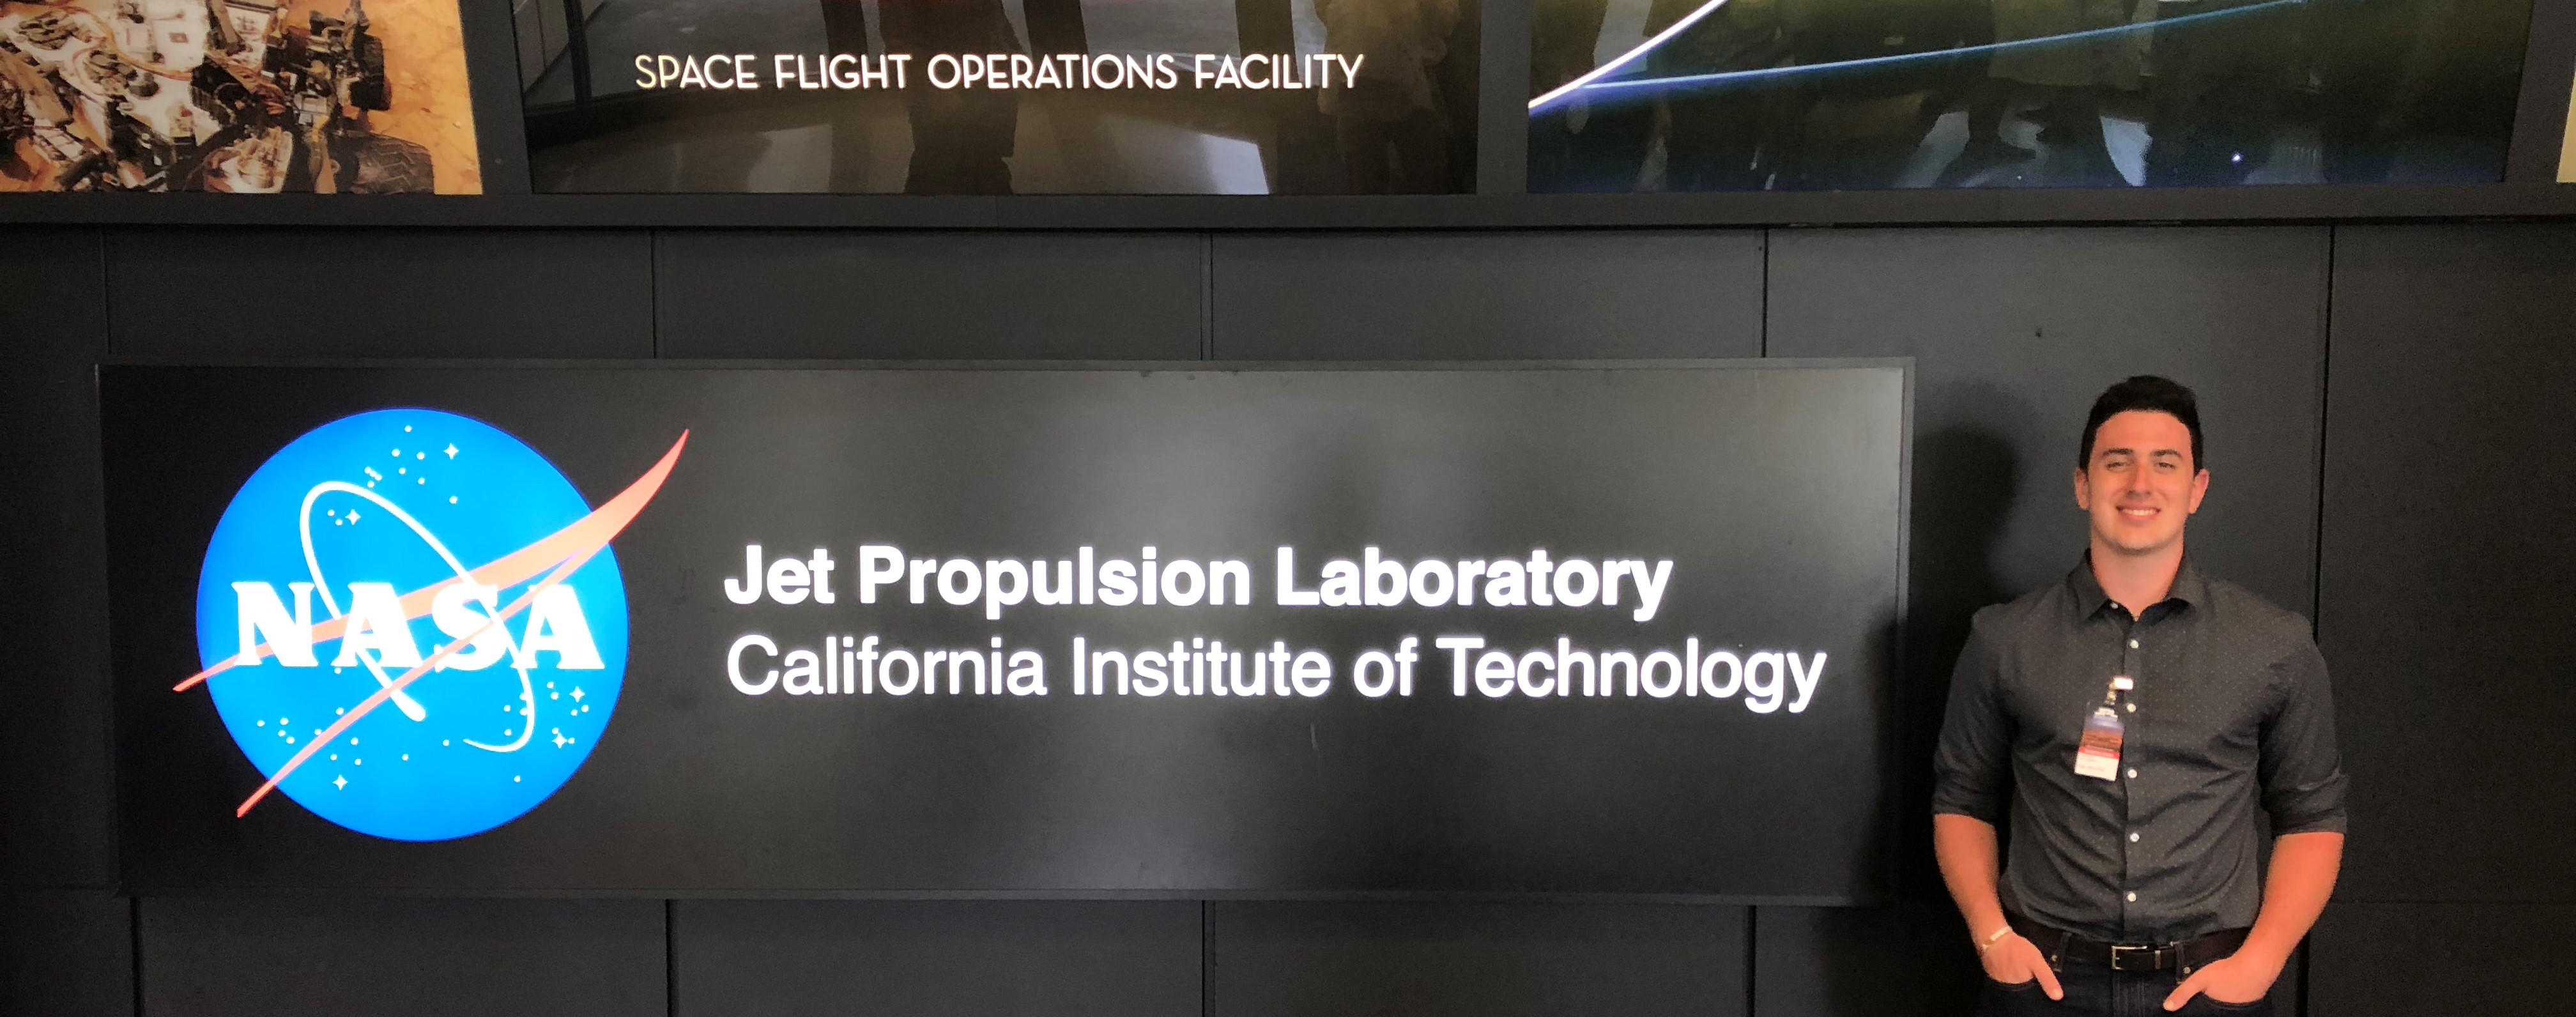 SPACE FLIGHT OPERATIONS FACILITY
NASA
Jet Propulsion Laboratory
California Institute of Technology